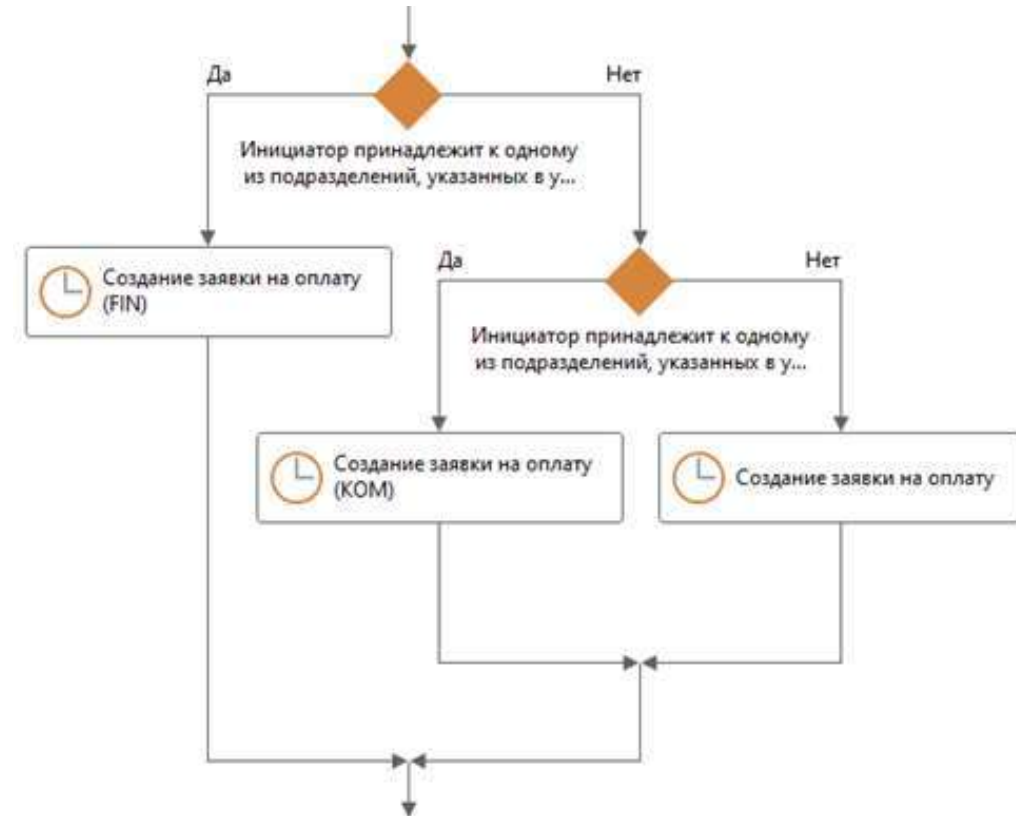 Да
Нет
Инициатор принадлежит к одному
из подразделений, указанных в у...
Создание заявки на оплату
(FIN)
Да
Нет
Инициатор принадлежит к одному
из подразделений, указанных в у...
Создание заявки на оплату
(КОМ)
Создание заявки на оплату